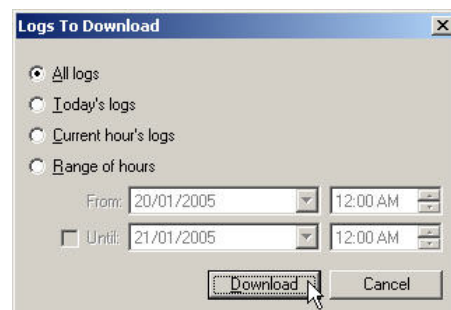 Logs To Download
All logs
Today's logs
Current hour's logs
Range of hours
From: 20/01/2005 12:00 AM
Until: 21/01/2005 12:00 AM
Download Cancel